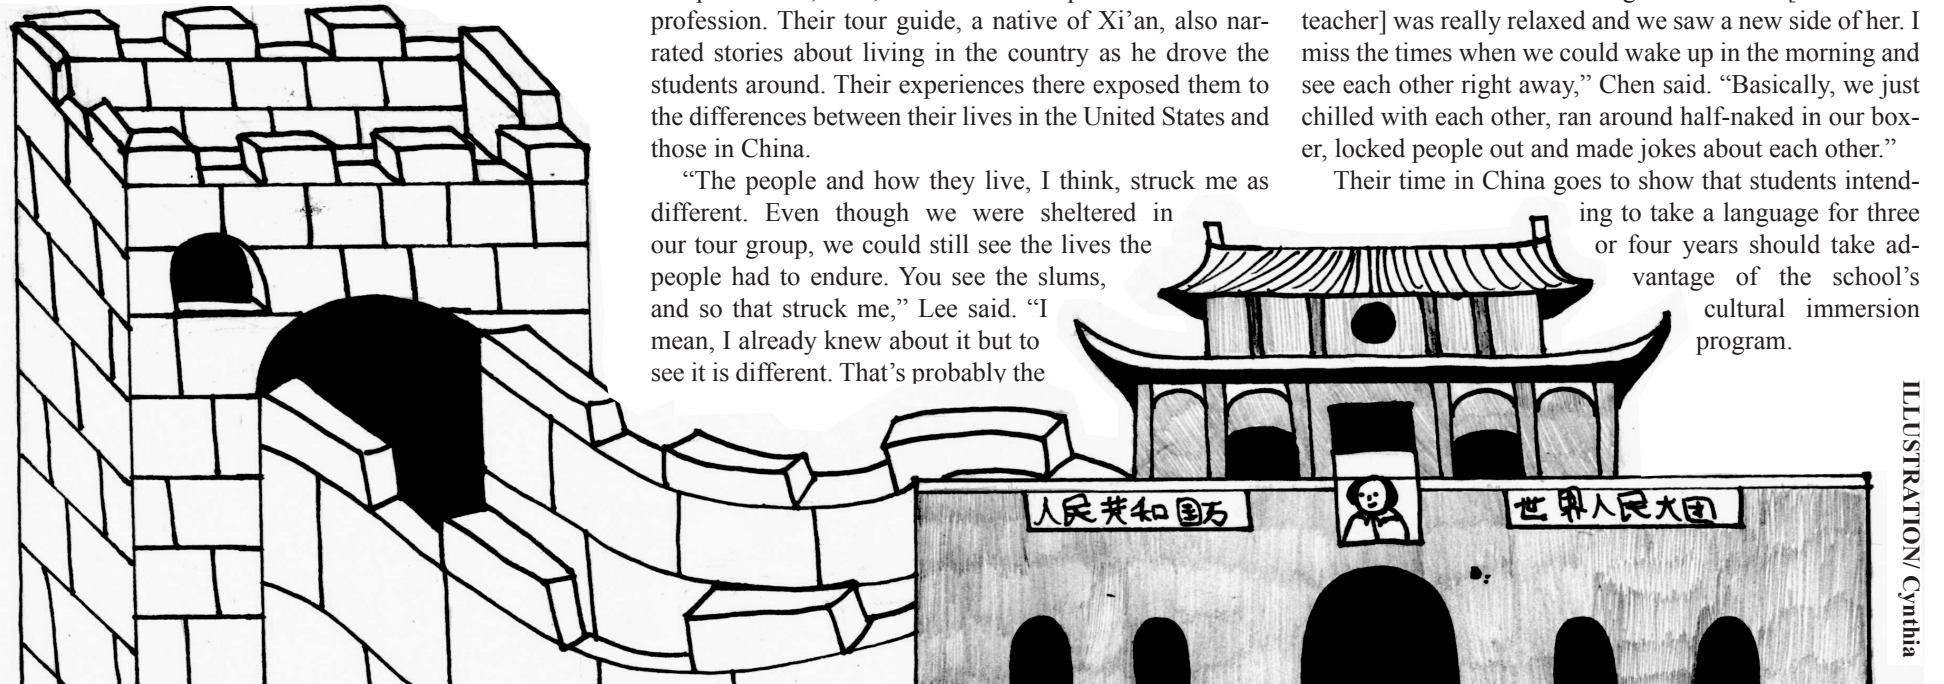 profession. Their tour guide, a native of Xi’an, also nar-
rated stories about living in the country as he drove the
students around. Their experiences there exposed them to
the differences between their lives in the United States and
those in China.
“The people and how they live, I think, struck me as
different. Even though we were sheltered in
our tour group, we could still see the lives the
people had to endure. You see the slums,
and so that struck me,” Lee said. “I
mean, I already knew about it but to
see it is different. That’s probably the
teacher] was really relaxed and we saw a new side of her. I
miss the times when we could wake up in the morning and
see each other right away,” Chen said. “Basically, we just
chilled with each other, ran around half-naked in our box-
er, locked people out and made jokes about each other.”
Their time in China goes to show that students intend-
ing to take a language for three
or four years should take ad-
vantage of the school’s
cultural immersion
program.
人民共和国万
世界人民大团
ILLUSTRATION/ Cynthia